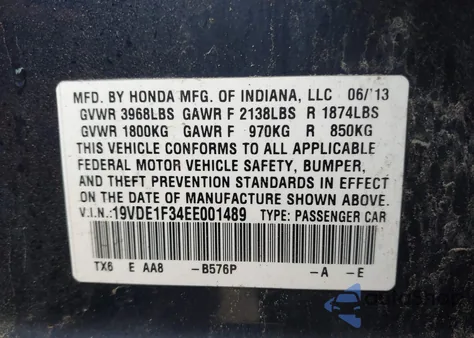 MFD. BY HONDA MFG. OF INDIANA, LLC 06/'13
GVWR 3968LBS GAWR F 2138LBS R 1874LBS
GVWR 1800KG GAWR F 970KG R 850KG
THIS VEHICLE CONFORMS TO ALL APPLICABLE
FEDERAL MOTOR VEHICLE SAFETY, BUMPER,
AND THEFT PREVENTION STANDARDS IN EFFECT
ON THE DATE OF MANUFACTURE SHOWN ABOVE.
V.I.N.: 19VDE1F34EE001489 TYPE: PASSENGER CAR
TX6 E AA8 -B576P -A -E
autoshop